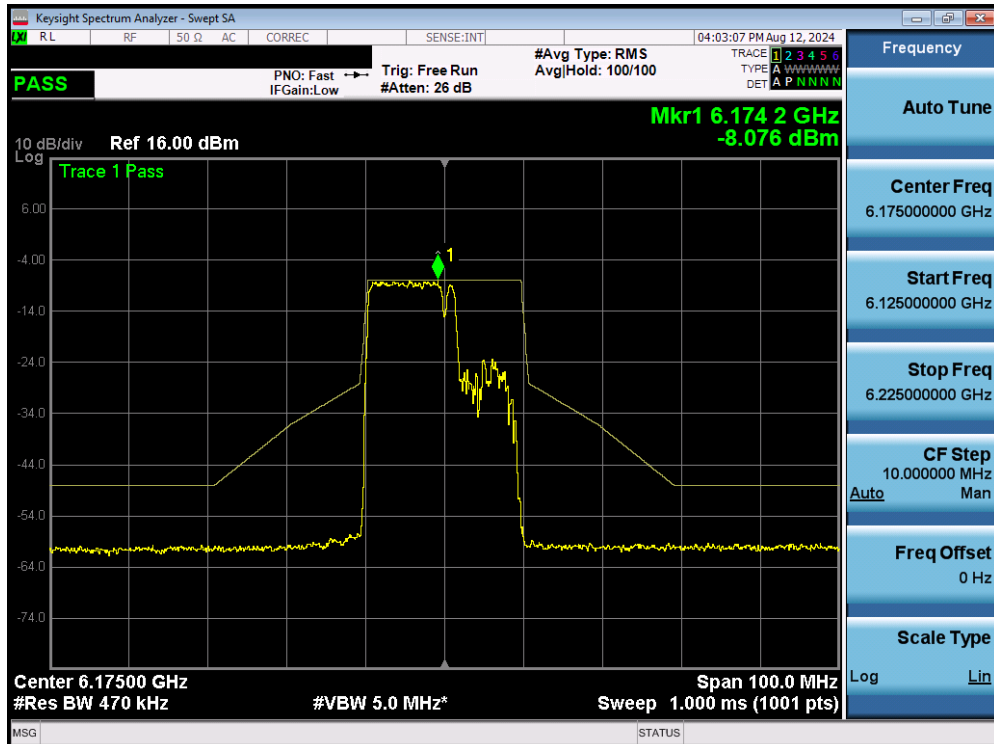 Keysight Spectrum Analyzer - Swept SA
LXI RL RF 50 Ω AC CORREC SENSE:INT 04:03:07 PM Aug 12, 2024
PASS
PNO: Fast
IFGain:Low
Trig: Free Run
#Atten: 26 dB
#Avg Type: RMS
Avg|Hold: 100/100
TRACE 1 2 3 4 5 6
TYPE A WWWWW
DET A P N N N N
Mkr1 6.174 2 GHz
-8.076 dBm
10 dB/div Ref 16.00 dBm
Log
Trace 1 Pass
1
6.00
-4.00
-14.0
-24.0
-34.0
-44.0
-54.0
-64.0
-74.0
Center 6.17500 GHz Span 100.0 MHz
#Res BW 470 kHz #VBW 5.0 MHz* Sweep 1.000 ms (1001 pts)
MSG STATUS
Frequency
Auto Tune
Center Freq
6.175000000 GHz
Start Freq
6.125000000 GHz
Stop Freq
6.225000000 GHz
CF Step
10.000000 MHz
Auto Man
Freq Offset
0 Hz
Scale Type
Log Lin